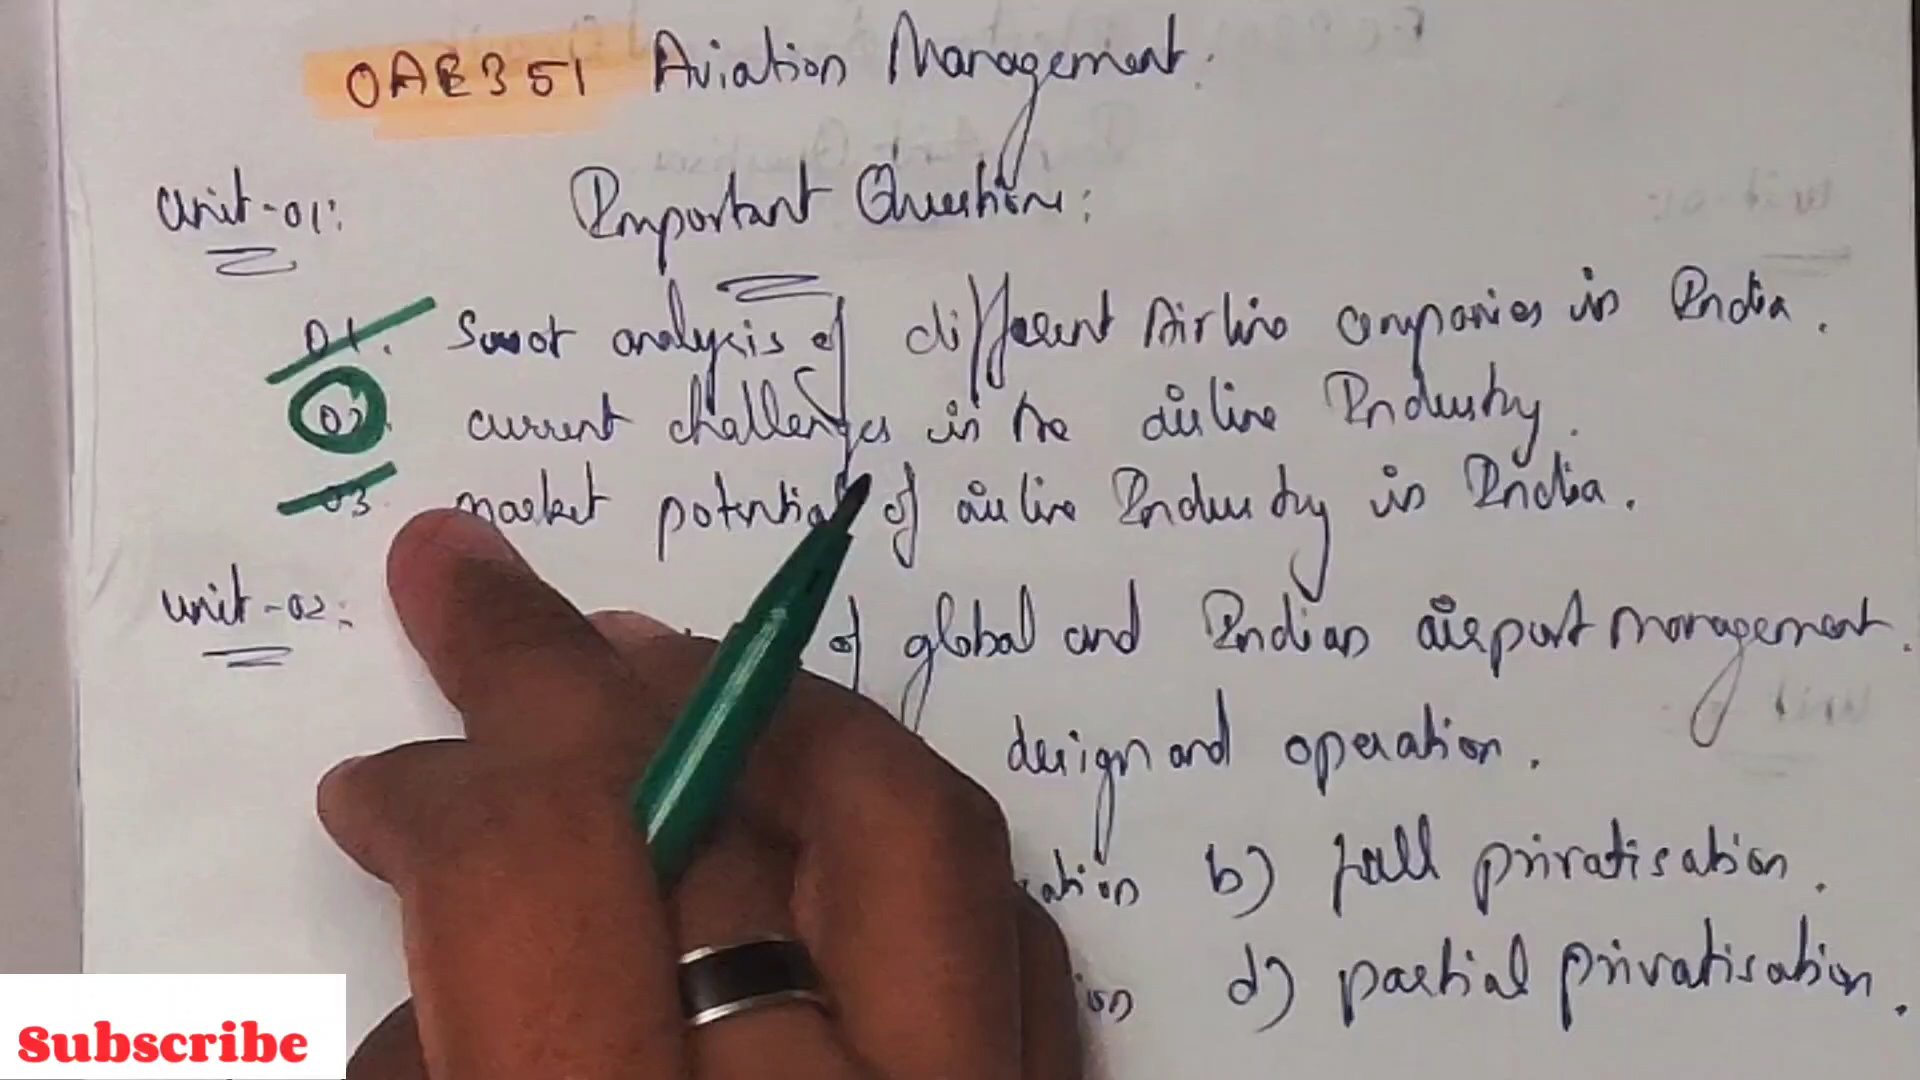 OAE351 Aviation Management.
Unit-01:
Important Questions:
01. Swot analysis of different Airline companies in India.
02. current challenges in the airline Industry.
03. market potential of airline Industry in India.
Unit-02:
of global and Indian airport management.
design and operation.
b) full privatisation.
d) partial privatisation.
Subscribe